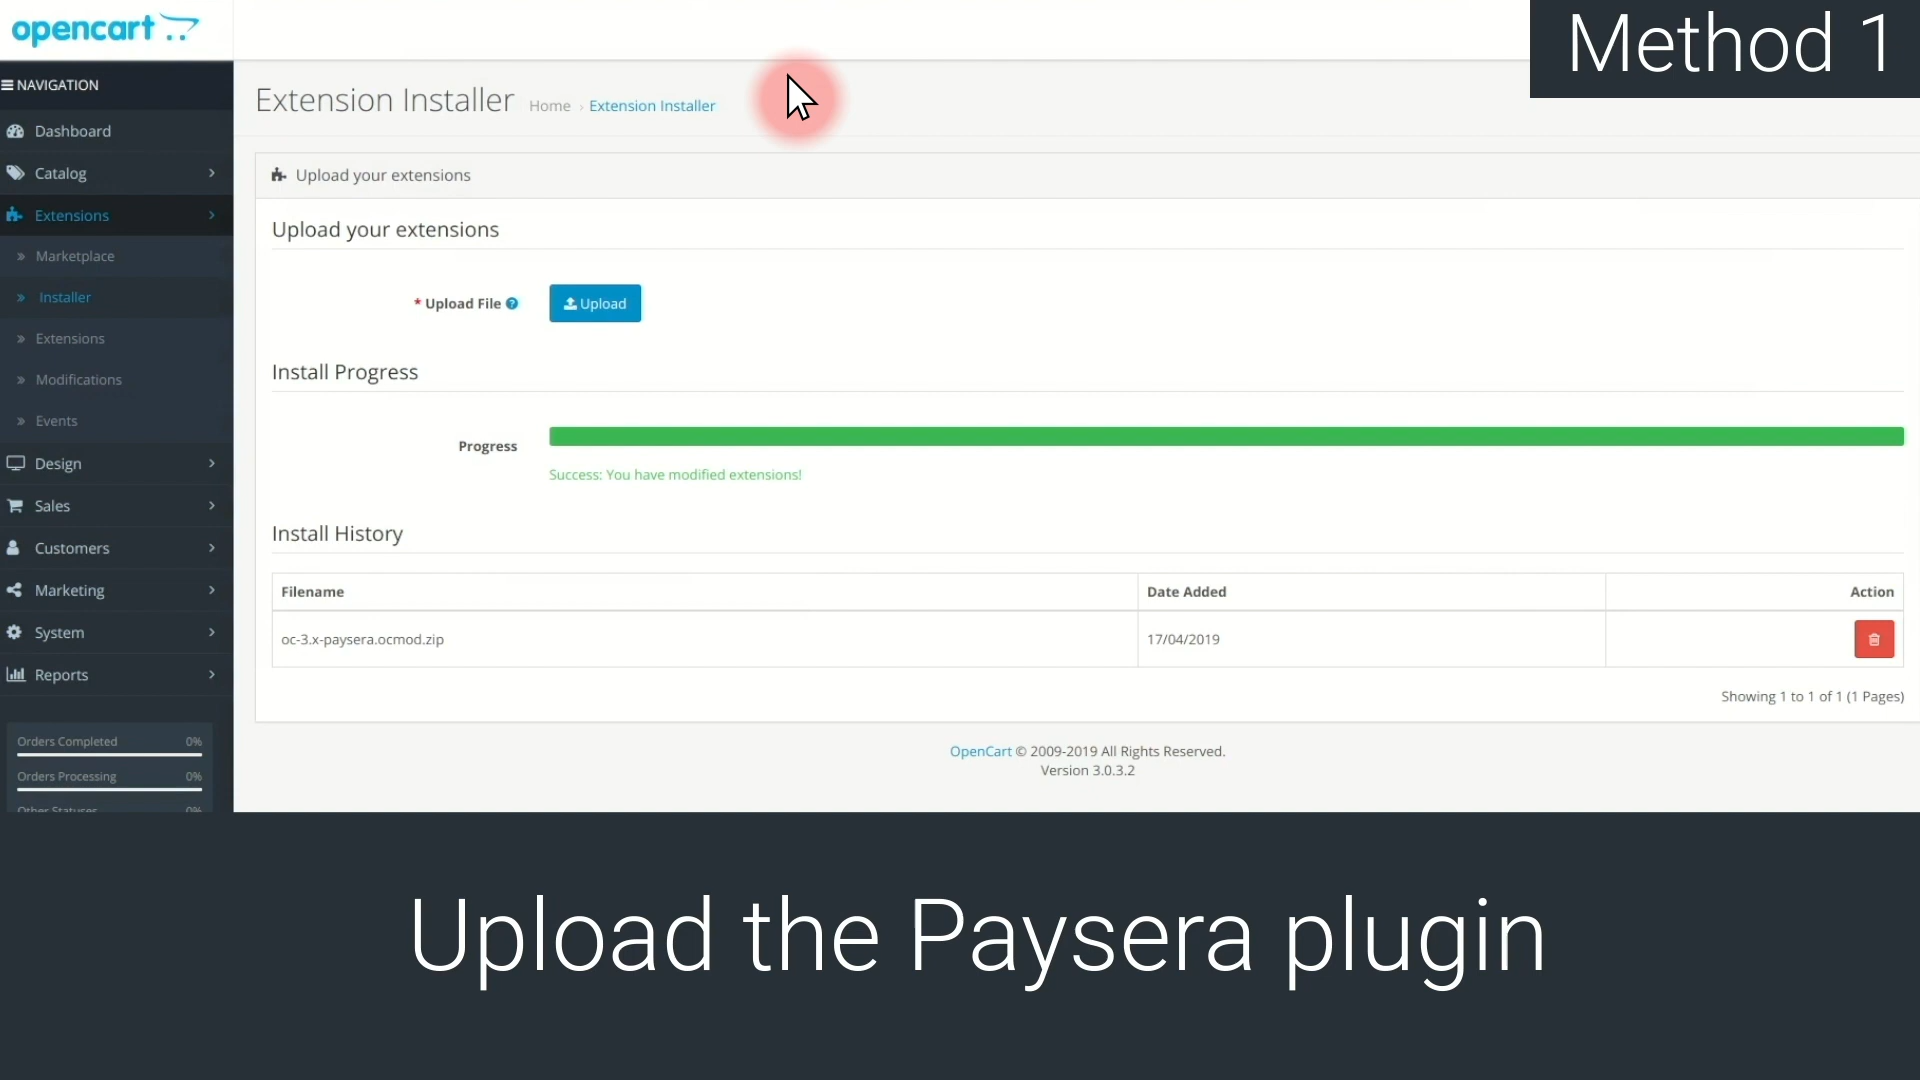 opencart
Method 1
NAVIGATION
Extension Installer Home › Extension Installer
Dashboard
Catalog
Extensions
Marketplace
Installer
Extensions
Modifications
Events
Design
Sales
Customers
Marketing
System
Reports
Orders Completed 0%
Orders Processing 0%
Other Statuses 0%
Upload your extensions
Upload your extensions
* Upload File ? Upload
Install Progress
Progress
Success: You have modified extensions!
Install History
Filename Date Added Action
oc-3.x-paysera.ocmod.zip 17/04/2019
Showing 1 to 1 of 1 (1 Pages)
OpenCart © 2009-2019 All Rights Reserved.
Version 3.0.3.2
Upload the Paysera plugin